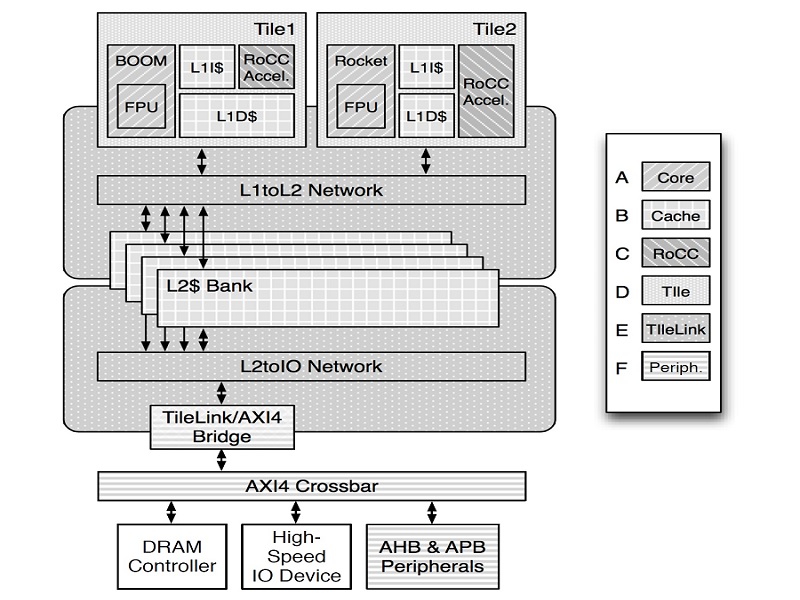 Tile1
BOOM
FPU
L1I$
RoCC
Accel.
L1D$
Tile2
Rocket
FPU
L1I$
L1D$
RoCC
Accel.
L1toL2 Network
L2$ Bank
L2toIO Network
TileLink/AXI4
Bridge
AXI4 Crossbar
DRAM
Controller
High-
Speed
IO Device
AHB & APB
Peripherals
A Core
B Cache
C RoCC
D TIle
E TIleLink
F Periph.